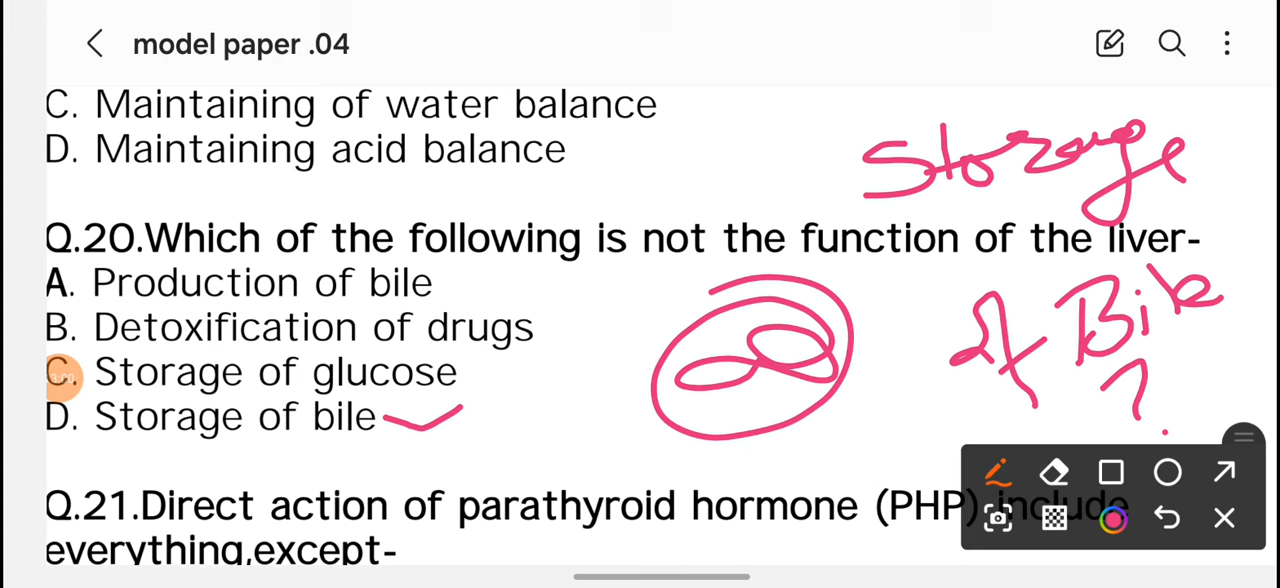 model paper .04
C. Maintaining of water balance
D. Maintaining acid balance
Storage
Q.20.Which of the following is not the function of the liver-
A. Production of bile
B. Detoxification of drugs
of Bile
C. Storage of glucose
D. Storage of bile
?
Q.21.Direct action of parathyroid hormone (PHP) include
everything,except-